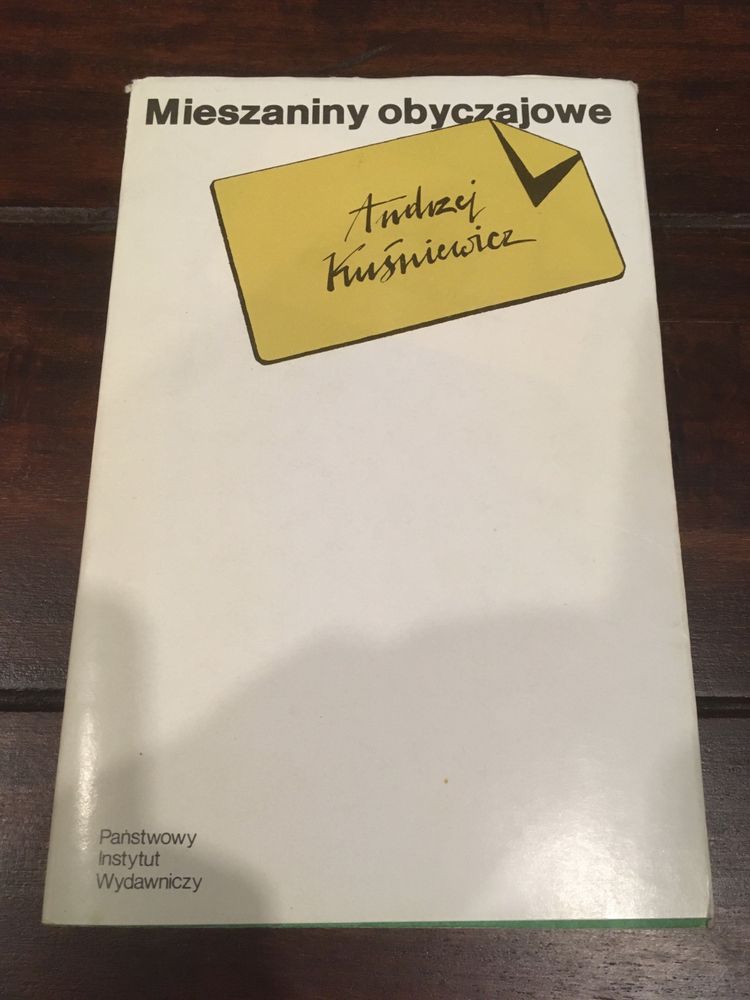 Mieszaniny obyczajowe
Andrzej
Kuśniewicz
Państwowy
Instytut
Wydawniczy